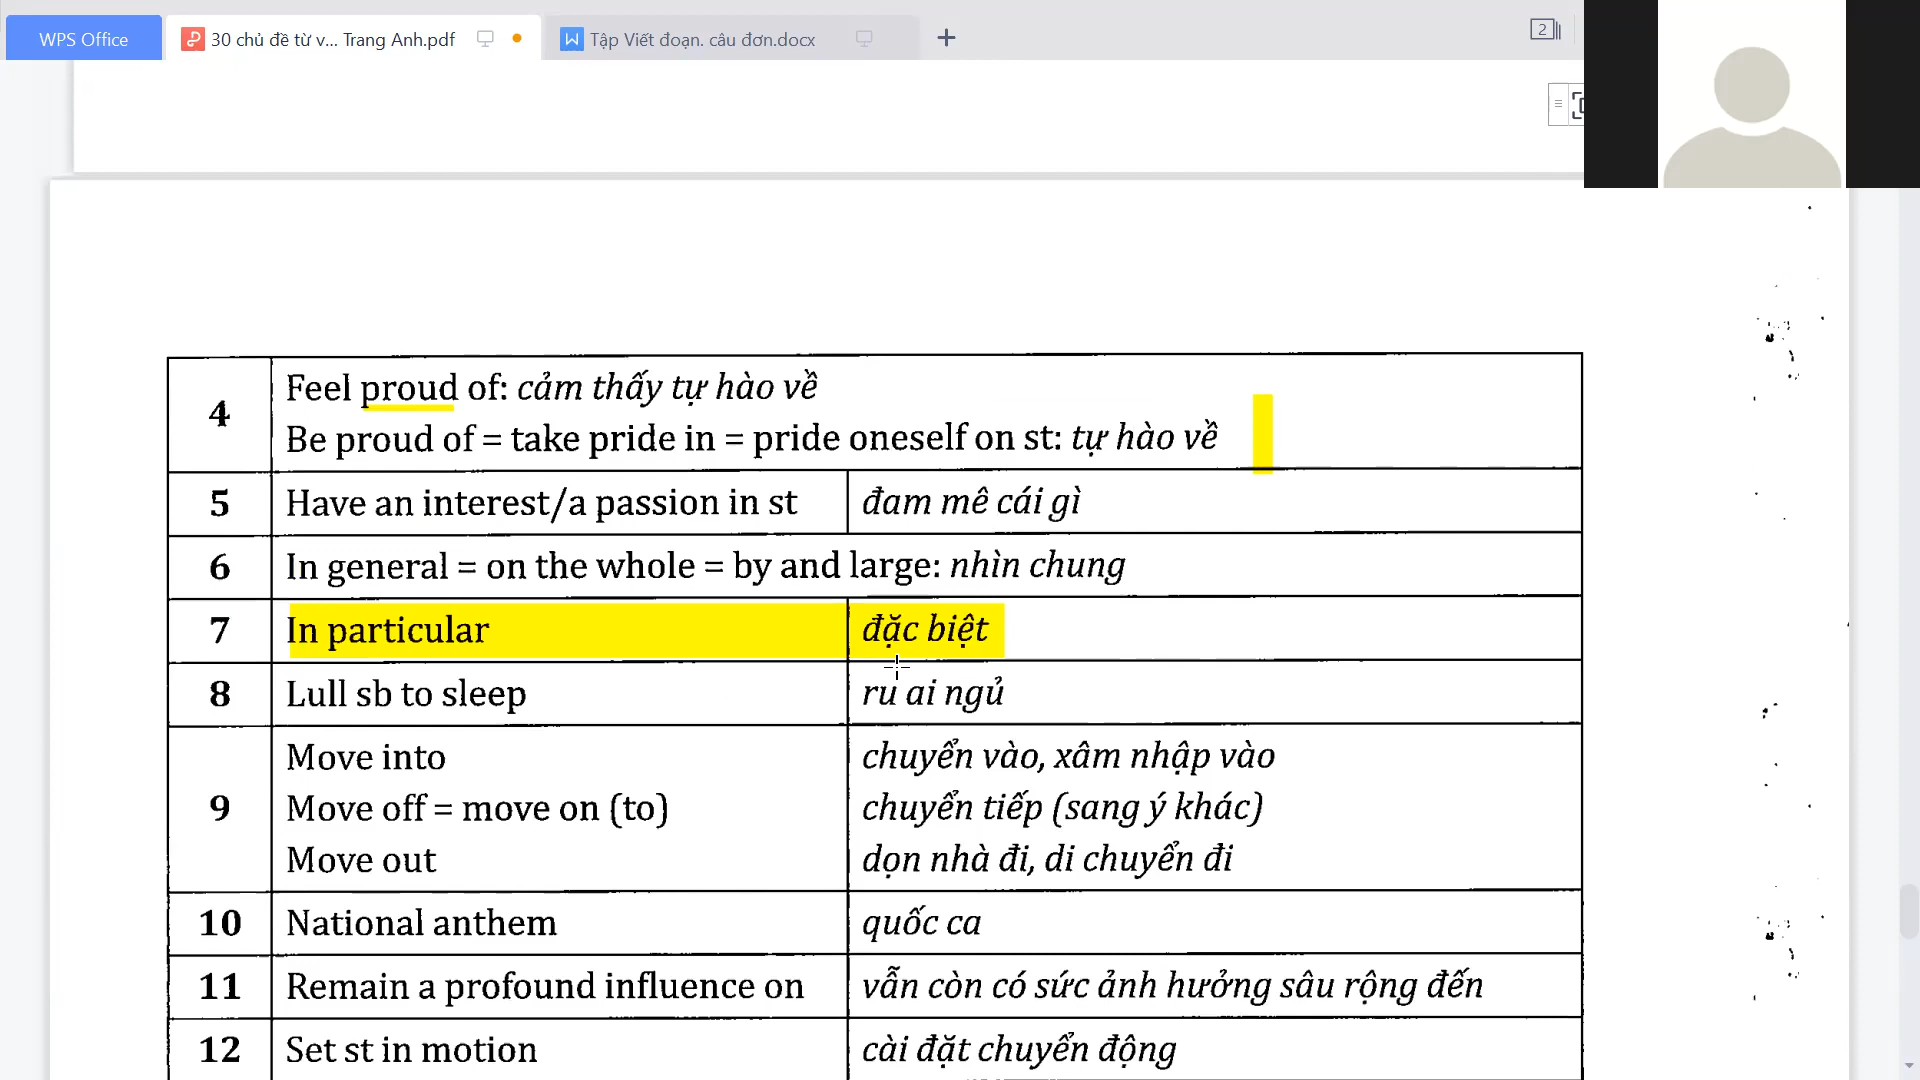 WPS Office
30 chủ đề từ v... Trang Anh.pdf
Tập Viết đoạn. câu đơn.docx
2
4
Feel proud of: cảm thấy tự hào về
Be proud of = take pride in = pride oneself on st: tự hào về
5 Have an interest/a passion in st đam mê cái gì
6 In general = on the whole = by and large: nhìn chung
7 In particular đặc biệt
8 Lull sb to sleep ru ai ngủ
9
Move into chuyển vào, xâm nhập vào
Move off = move on (to) chuyển tiếp (sang ý khác)
Move out dọn nhà đi, di chuyển đi
10 National anthem quốc ca
11 Remain a profound influence on vẫn còn có sức ảnh hưởng sâu rộng đến
12 Set st in motion cài đặt chuyển động